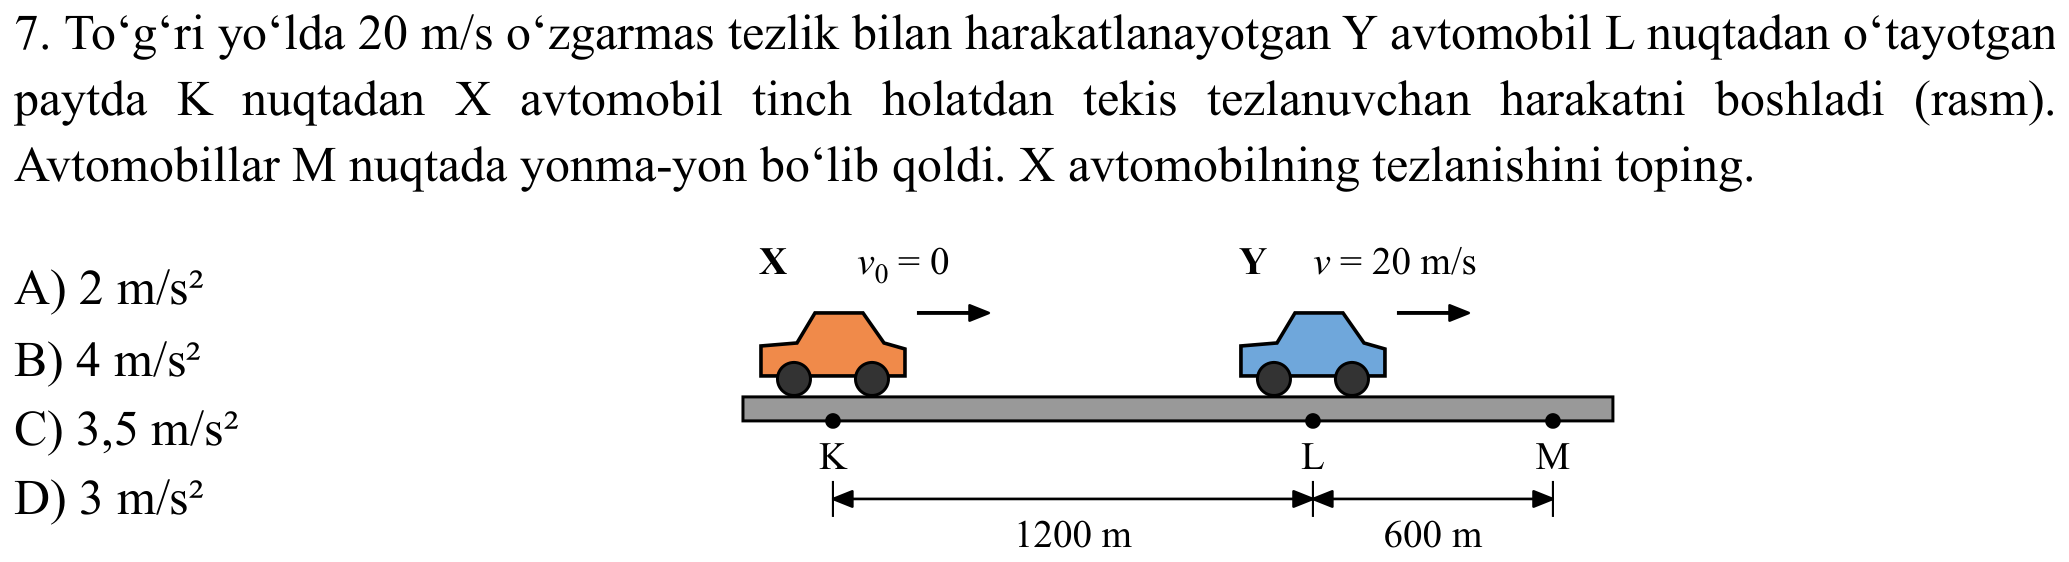 7. To‘g‘ri yo‘lda 20 m/s o‘zgarmas tezlik bilan harakatlanayotgan Y avtomobil L nuqtadan o‘tayotgan
paytda K nuqtadan X avtomobil tinch holatdan tekis tezlanuvchan harakatni boshladi (rasm).
Avtomobillar M nuqtada yonma-yon bo‘lib qoldi. X avtomobilning tezlanishini toping.
A) 2 m/s²
B) 4 m/s²
C) 3,5 m/s²
D) 3 m/s²
X v₀ = 0 Y v = 20 m/s
K L M
1200 m 600 m